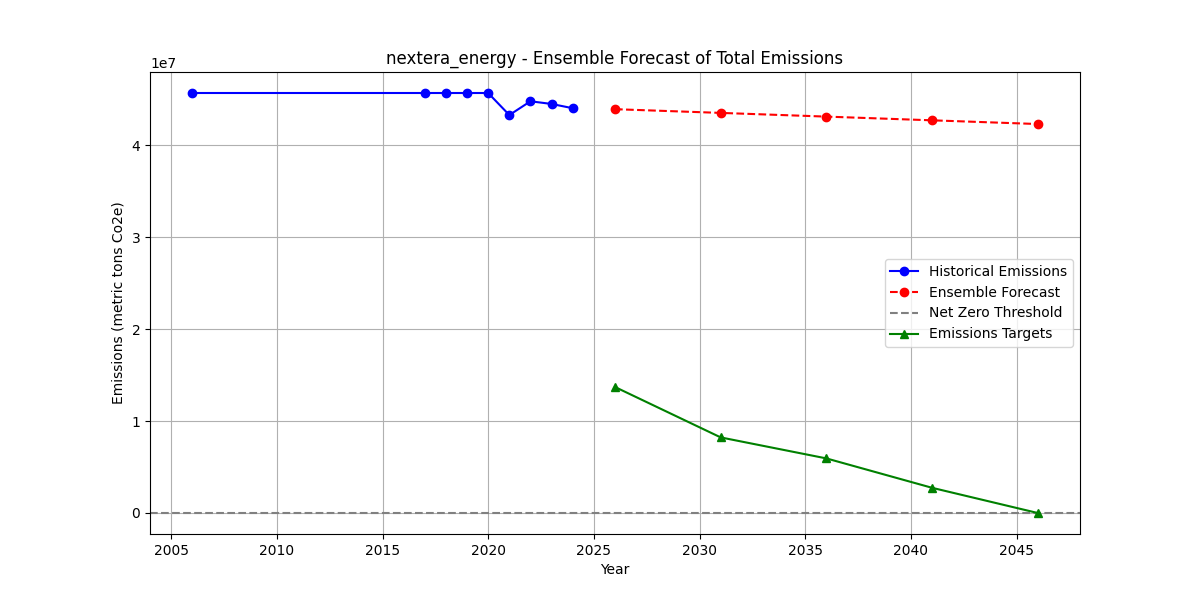 nextera_energy - Ensemble Forecast of Total Emissions
1e7
4
3
2
1
0
Emissions (metric tons Co2e)
Historical Emissions
Ensemble Forecast
Net Zero Threshold
Emissions Targets
2005 2010 2015 2020 2025 2030 2035 2040 2045
Year